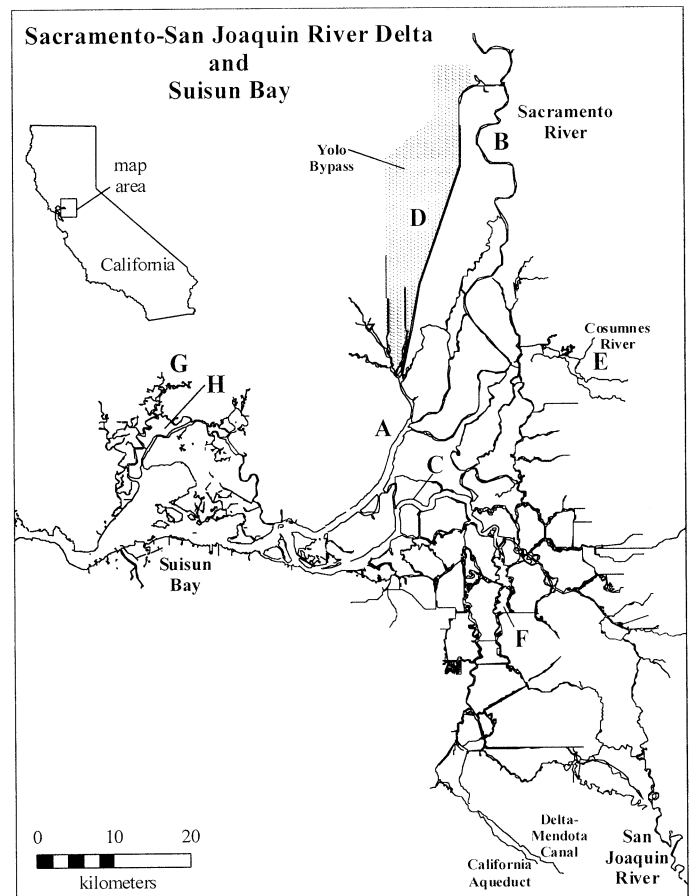 Sacramento-San Joaquin River Delta
and
Suisun Bay
Sacramento
River
B
Yolo
Bypass
map
area
D
California
Cosumnes
River
E
G
H
A
C
Suisun
Bay
F
0 10 20
kilometers
Delta-
Mendota
Canal
San
Joaquin
River
California
Aqueduct